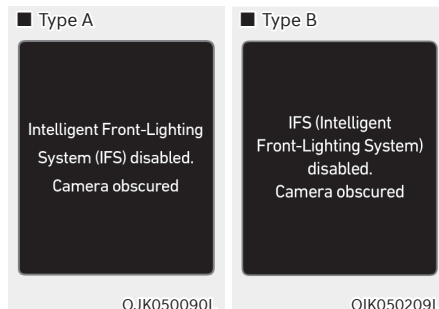 ■ Type A
Intelligent Front-Lighting
System (IFS) disabled.
Camera obscured
OJK050090L
■ Type B
IFS (Intelligent
Front-Lighting System)
disabled.
Camera obscured
OIK050209L